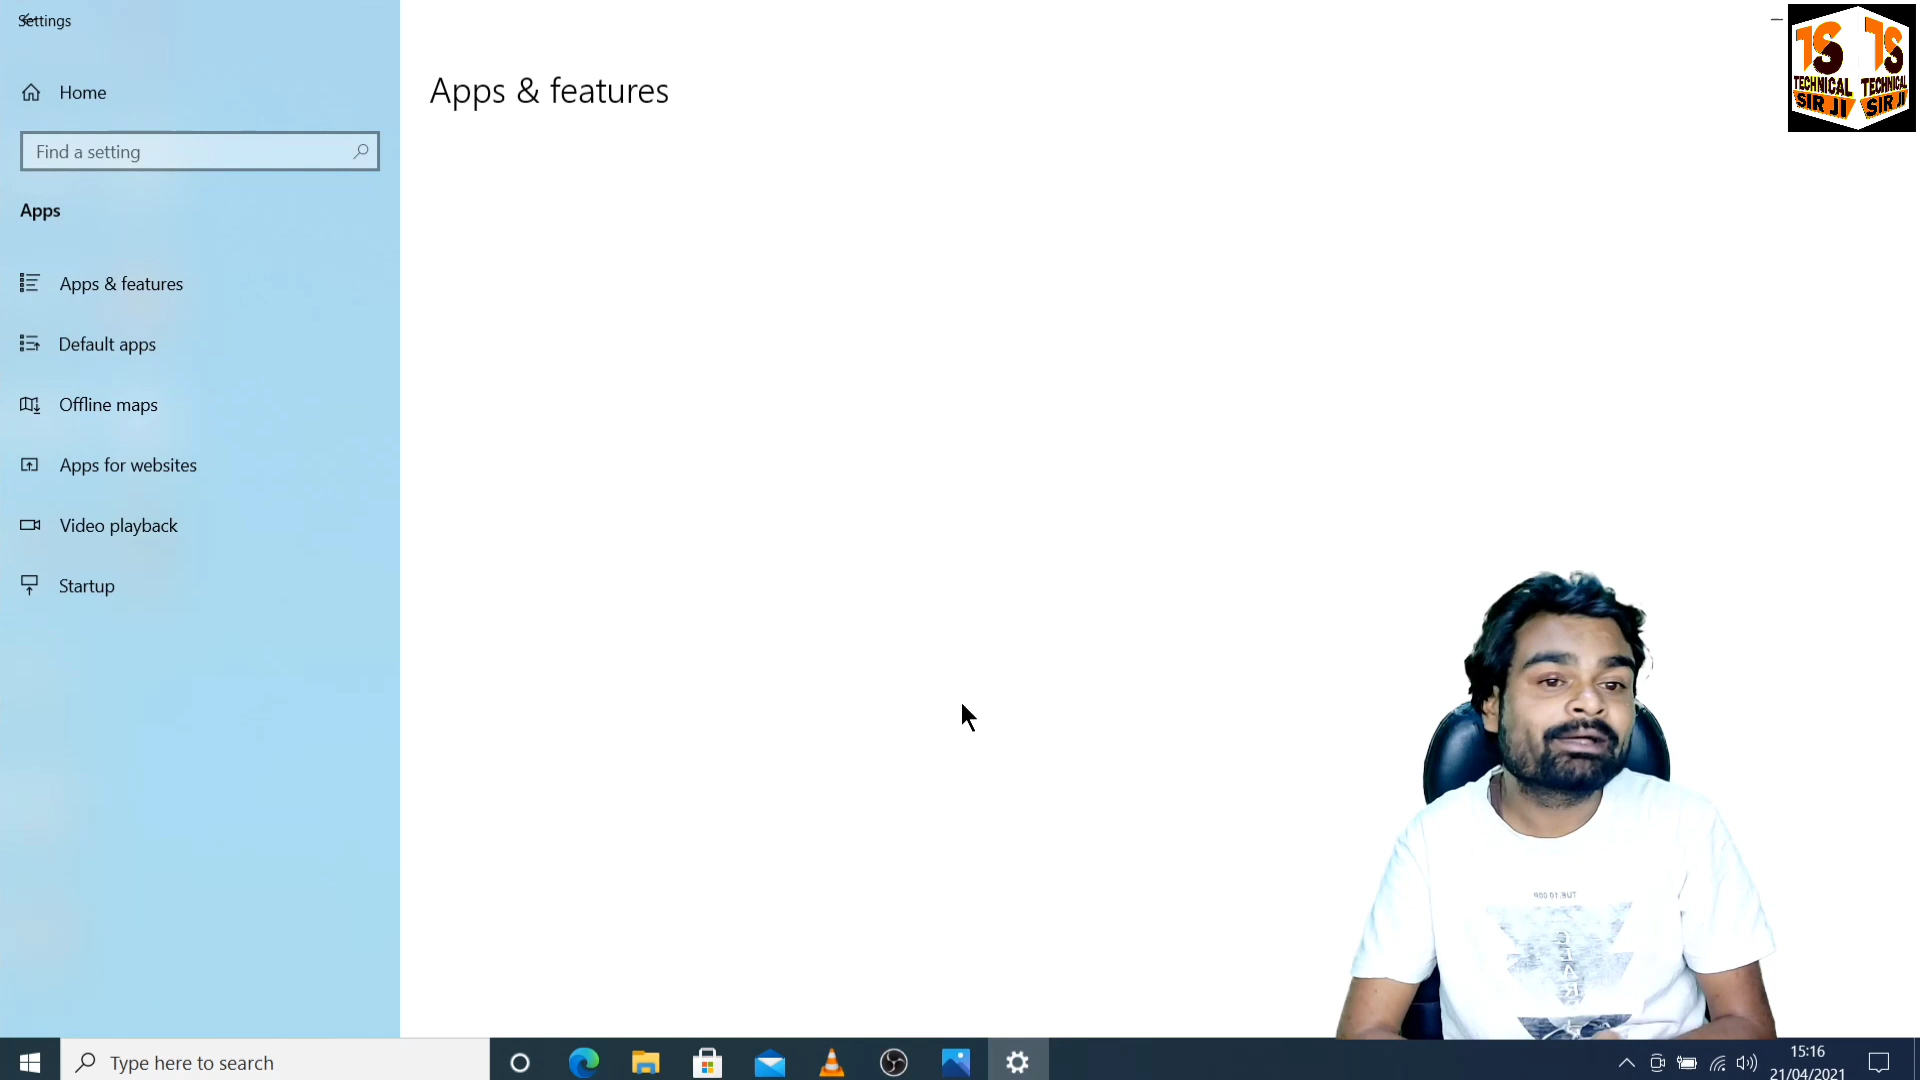 Settings
Home
Find a setting
Apps
Apps & features
Default apps
Offline maps
Apps for websites
Video playback
Startup
Apps & features
TS TS
TECHNICAL TECHNICAL
SIR JI SIR JI
Type here to search
15:16
21/04/2021